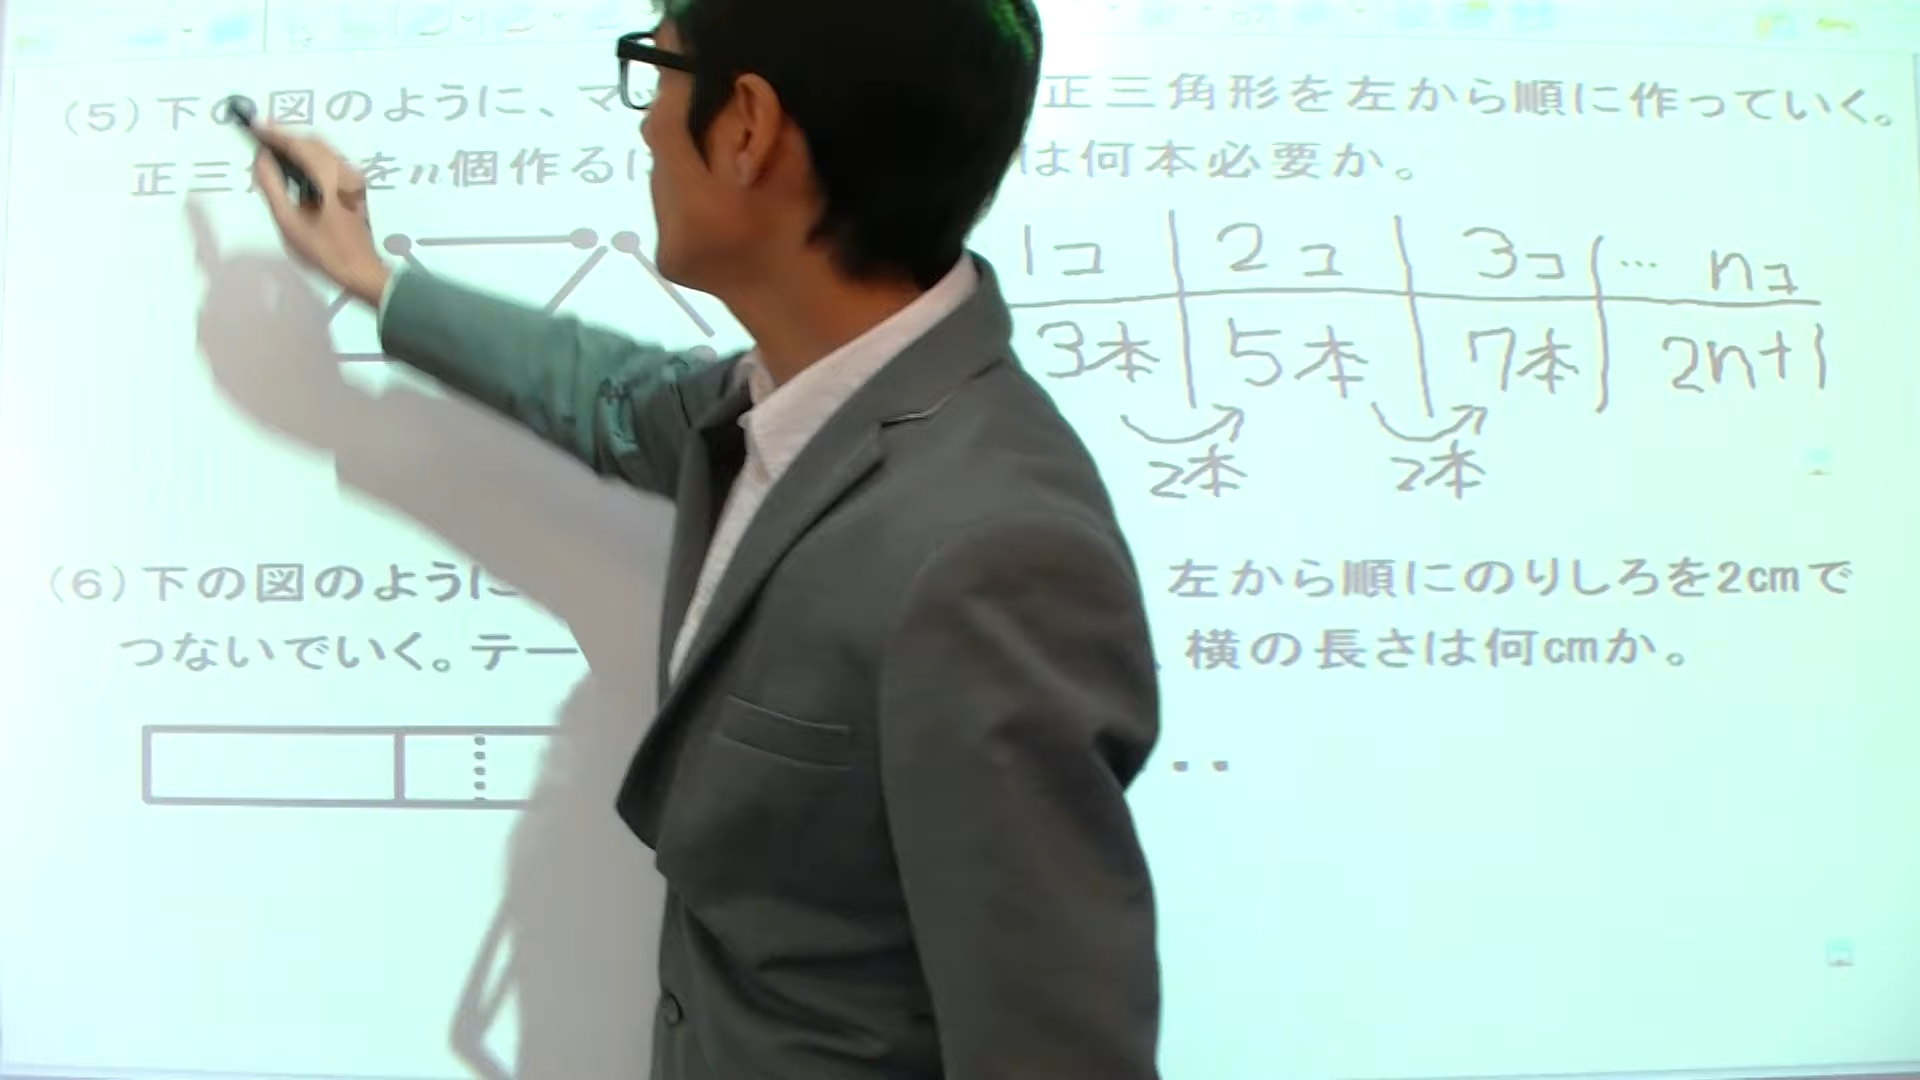 (5)下の図のように、マッ 正三角形を左から順に作っていく。
正三 を n 個作るに は何本必要か。
1コ 2コ 3コ … nコ
3本 5本 7本 2n+1
2本 2本
(6)下の図のように 左から順にのりしろを2cmで
つないでいく。テー 横の長さは何cmか。